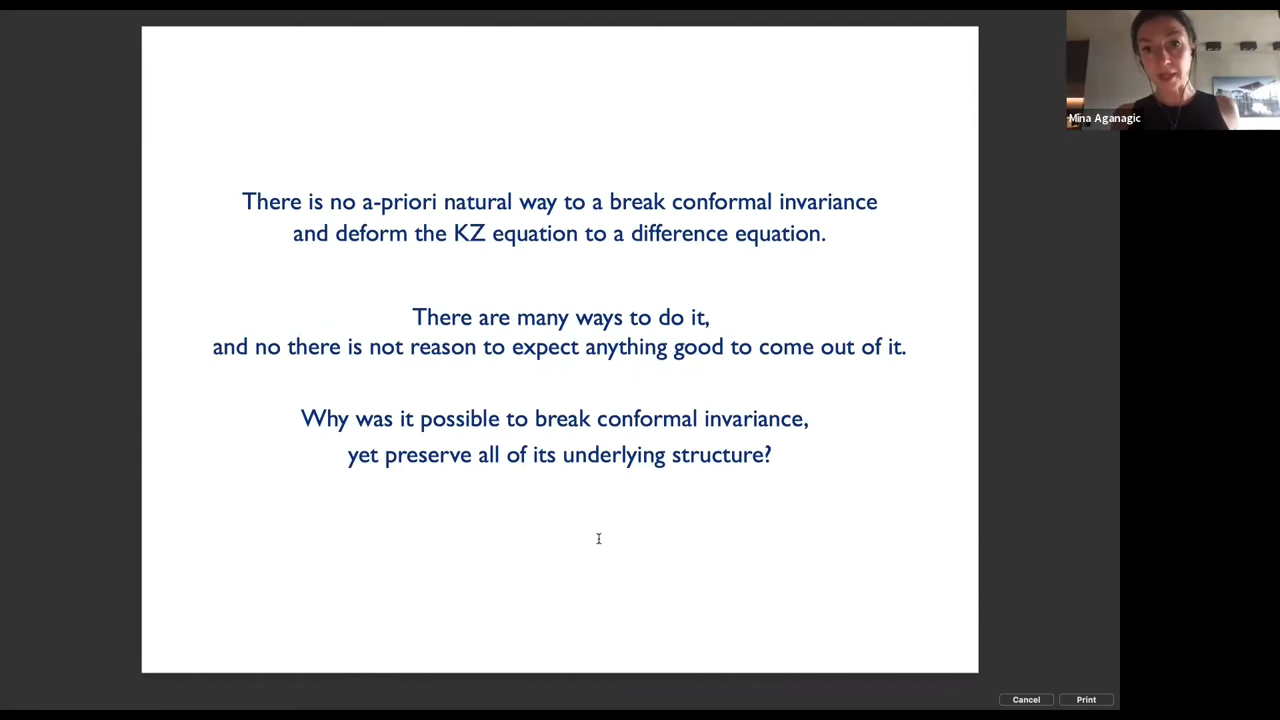 Mina Aganagic
There is no a-priori natural way to a break conformal invariance
and deform the KZ equation to a difference equation.
There are many ways to do it,
and no there is not reason to expect anything good to come out of it.
Why was it possible to break conformal invariance,
yet preserve all of its underlying structure?
Cancel
Print